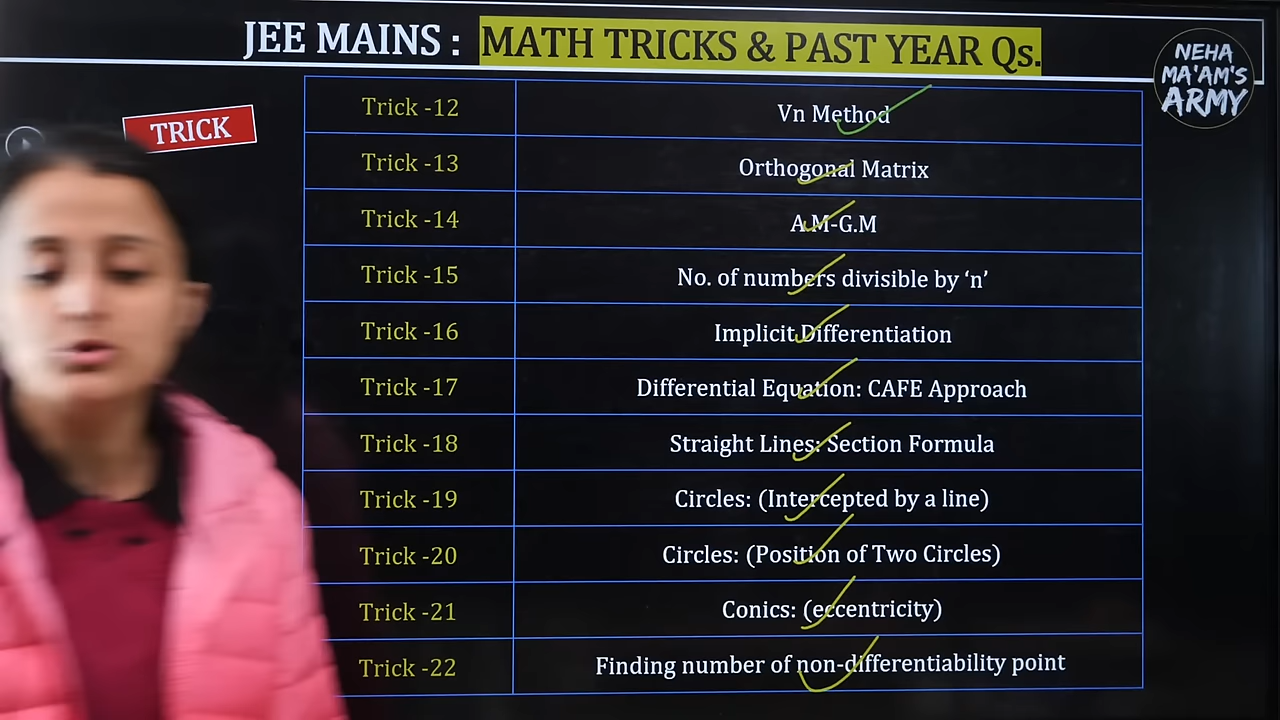 JEE MAINS : MATH TRICKS & PAST YEAR Qs.
NEHA
MA'AM'S
ARMY
TRICK
Trick -12 Vn Method
Trick -13 Orthogonal Matrix
Trick -14 A.M-G.M
Trick -15 No. of numbers divisible by ‘n’
Trick -16 Implicit Differentiation
Trick -17 Differential Equation: CAFE Approach
Trick -18 Straight Lines: Section Formula
Trick -19 Circles: (Intercepted by a line)
Trick -20 Circles: (Position of Two Circles)
Trick -21 Conics: (eccentricity)
Trick -22 Finding number of non-differentiability point